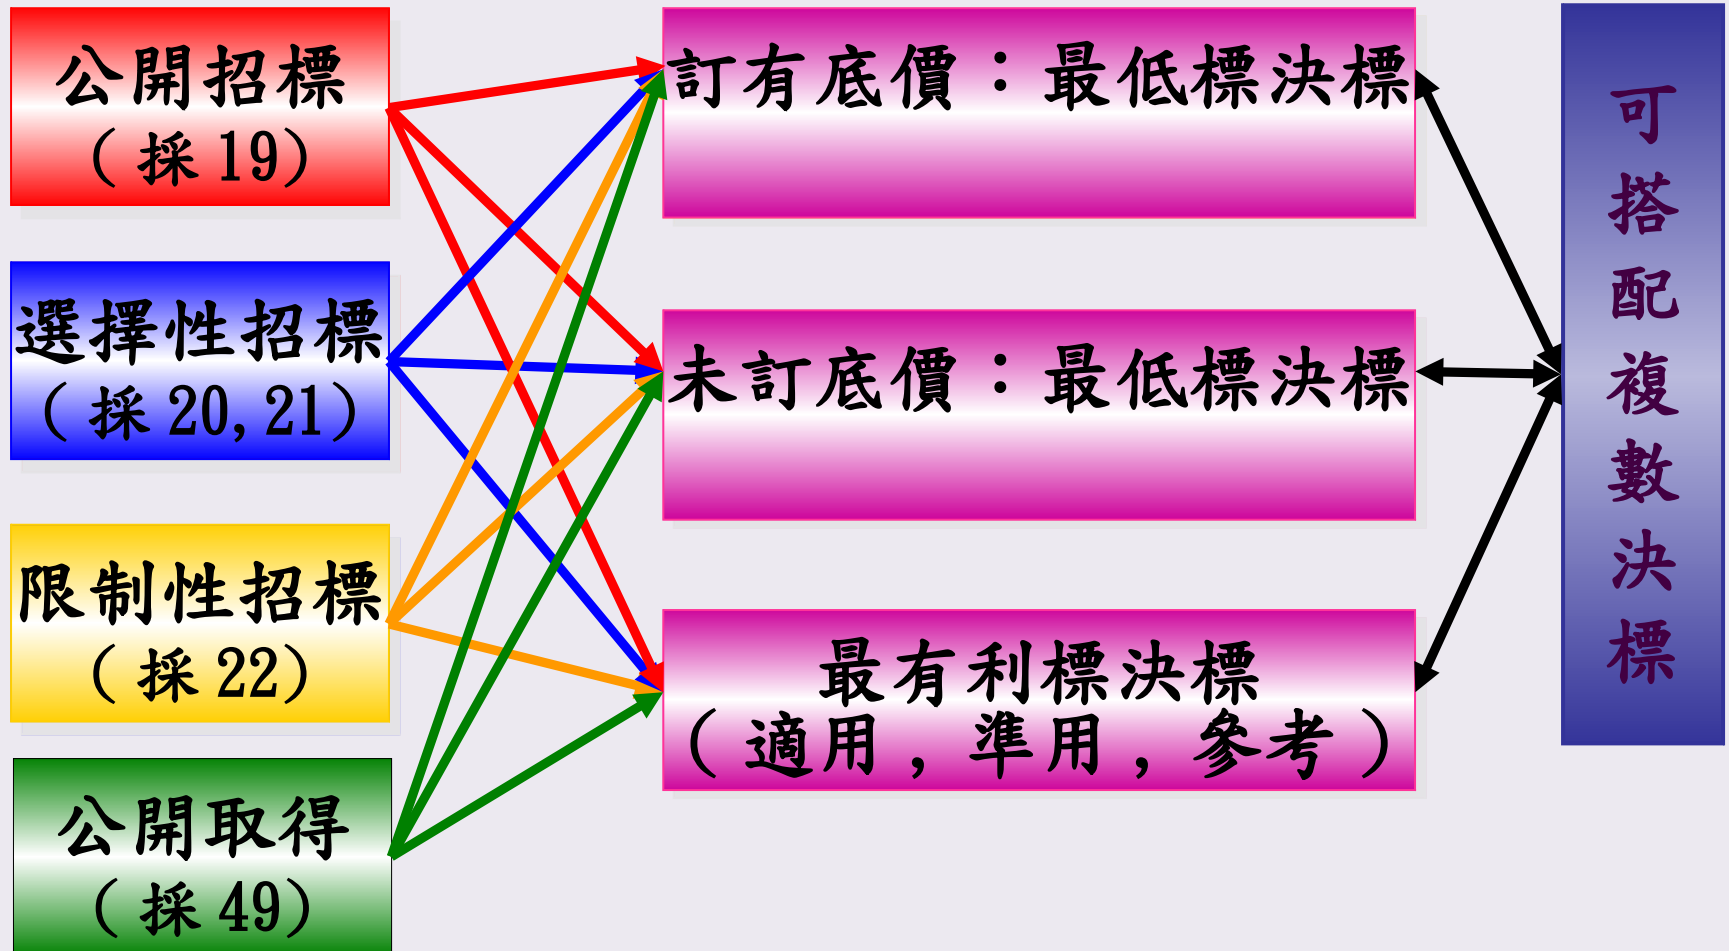 公開招標
(採19)
選擇性招標
(採20,21)
限制性招標
(採22)
公開取得
(採49)
訂有底價：最低標決標
未訂底價：最低標決標
最有利標決標
(適用,準用,參考)
可搭配複數決標